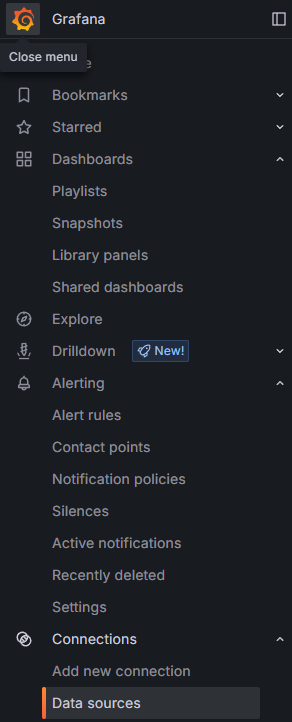 Grafana
Close menu
Bookmarks
Starred
Dashboards
Playlists
Snapshots
Library panels
Shared dashboards
Explore
Drilldown New!
Alerting
Alert rules
Contact points
Notification policies
Silences
Active notifications
Recently deleted
Settings
Connections
Add new connection
Data sources